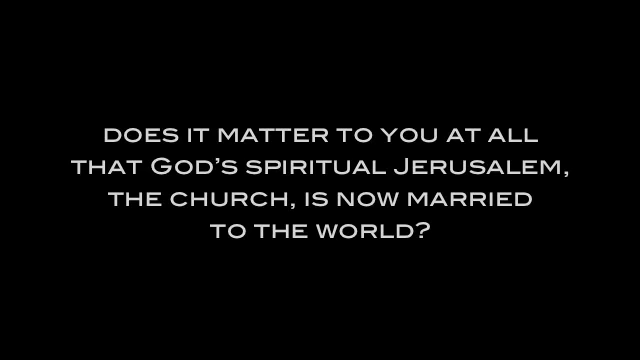 DOES IT MATTER TO YOU AT ALL
THAT GOD'S SPIRITUAL JERUSALEM,
THE CHURCH, IS NOW MARRIED
TO THE WORLD?